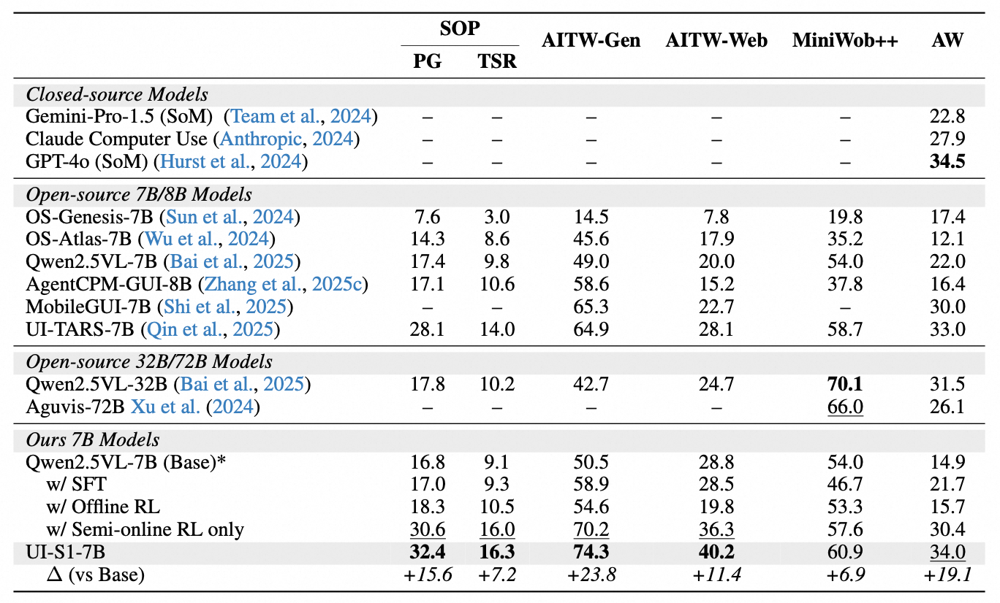 SOP AITW-Gen AITW-Web MiniWob++ AW
PG TSR
Closed-source Models
Gemini-Pro-1.5 (SoM) (Team et al., 2024) – – – – – 22.8
Claude Computer Use (Anthropic, 2024) – – – – – 27.9
GPT-4o (SoM) (Hurst et al., 2024) – – – – – 34.5
Open-source 7B/8B Models
OS-Genesis-7B (Sun et al., 2024) 7.6 3.0 14.5 7.8 19.8 17.4
OS-Atlas-7B (Wu et al., 2024) 14.3 8.6 45.6 17.9 35.2 12.1
Qwen2.5VL-7B (Bai et al., 2025) 17.4 9.8 49.0 20.0 54.0 22.0
AgentCPM-GUI-8B (Zhang et al., 2025c) 17.1 10.6 58.6 15.2 37.8 16.4
MobileGUI-7B (Shi et al., 2025) – – 65.3 22.7 – 30.0
UI-TARS-7B (Qin et al., 2025) 28.1 14.0 64.9 28.1 58.7 33.0
Open-source 32B/72B Models
Qwen2.5VL-32B (Bai et al., 2025) 17.8 10.2 42.7 24.7 70.1 31.5
Aguvis-72B Xu et al. (2024) – – – – 66.0 26.1
Ours 7B Models
Qwen2.5VL-7B (Base)* 16.8 9.1 50.5 28.8 54.0 14.9
w/ SFT 17.0 9.3 58.9 28.5 46.7 21.7
w/ Offline RL 18.3 10.5 54.6 19.8 53.3 15.7
w/ Semi-online RL only 30.6 16.0 70.2 36.3 57.6 30.4
UI-S1-7B 32.4 16.3 74.3 40.2 60.9 34.0
Δ (vs Base) +15.6 +7.2 +23.8 +11.4 +6.9 +19.1